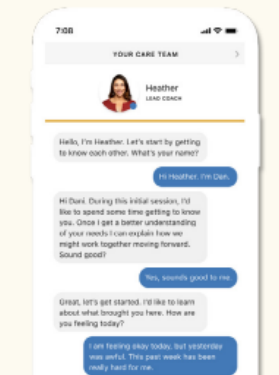 7:08
YOUR CARE TEAM
Heather
LEAD COACH
Hello, I'm Heather. Let's start by getting
to know each other. What's your name?
Hi Heather, I'm Dan.
Hi Dani. During this initial session, I'd
like to spend some time getting to know
you. Once I get a better understanding
of your needs I can explain how we
might work together moving forward.
Sound good?
Yes, sounds good to me.
Great, let's get started. I'd like to learn
about what brought you here. How are
you feeling today?
I am feeling okay today, but yesterday
was awful. This past week has been
really hard for me.